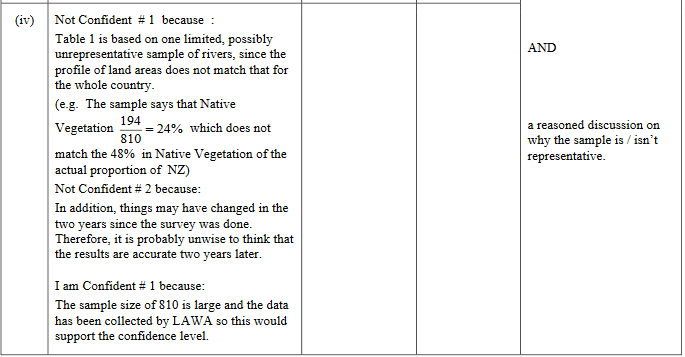 (iv) Not Confident # 1 because :
Table 1 is based on one limited, possibly
unrepresentative sample of rivers, since the
profile of land areas does not match that for
the whole country.
(e.g. The sample says that Native
Vegetation 194/810 = 24% which does not
match the 48% in Native Vegetation of the
actual proportion of NZ)
Not Confident # 2 because:
In addition, things may have changed in the
two years since the survey was done.
Therefore, it is probably unwise to think that
the results are accurate two years later.
I am Confident # 1 because:
The sample size of 810 is large and the data
has been collected by LAWA so this would
support the confidence level.
AND
a reasoned discussion on
why the sample is / isn't
representative.